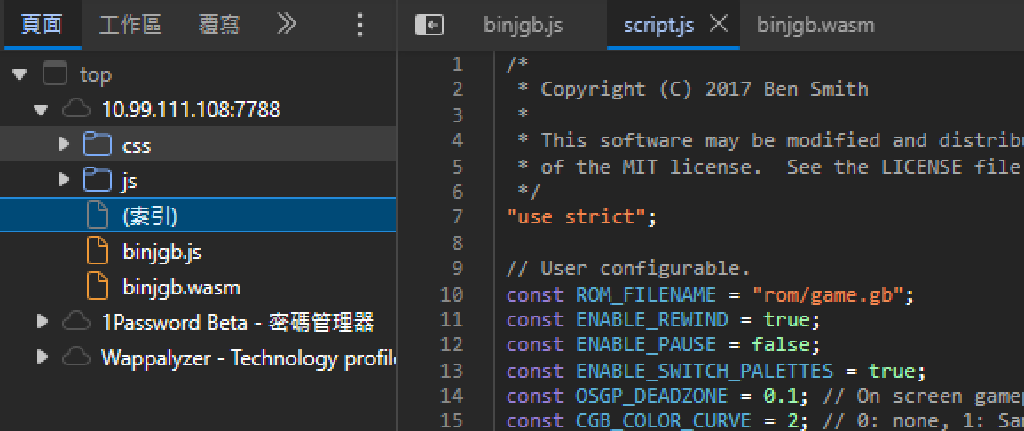 頁面 工作區 覆寫
top
10.99.111.108:7788
css
js
(索引)
binjgb.js
binjgb.wasm
1Password Beta - 密碼管理器
Wappalyzer - Technology profile
binjgb.js script.js binjgb.wasm
1 /*
2 * Copyright (C) 2017 Ben Smith
3 *
4 * This software may be modified and distribu
5 * of the MIT license.  See the LICENSE file
6 */
7 "use strict";
8
9 // User configurable.
10 const ROM_FILENAME = "rom/game.gb";
11 const ENABLE_REWIND = true;
12 const ENABLE_PAUSE = false;
13 const ENABLE_SWITCH_PALETTES = true;
14 const OSGP_DEADZONE = 0.1; // On screen gamep
15 const CGB_COLOR_CURVE = 2; // 0: none, 1: Sam